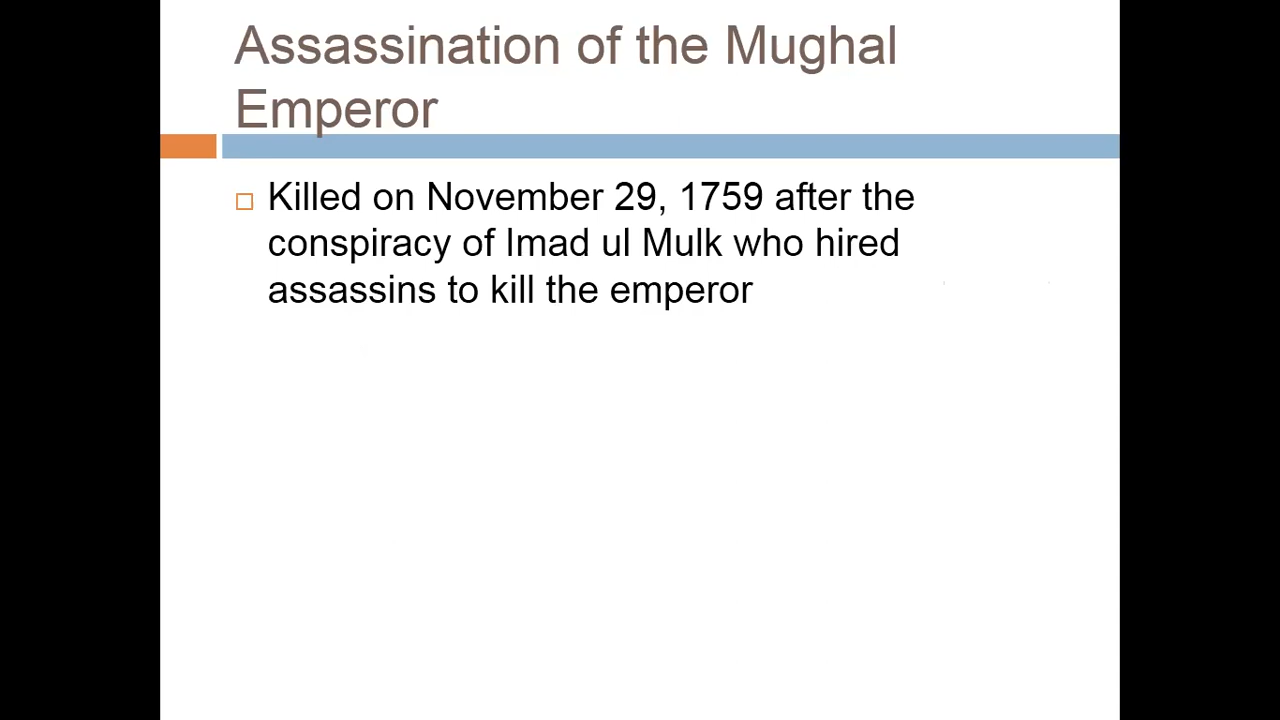 Assassination of the Mughal
Emperor
Killed on November 29, 1759 after the
conspiracy of Imad ul Mulk who hired
assassins to kill the emperor